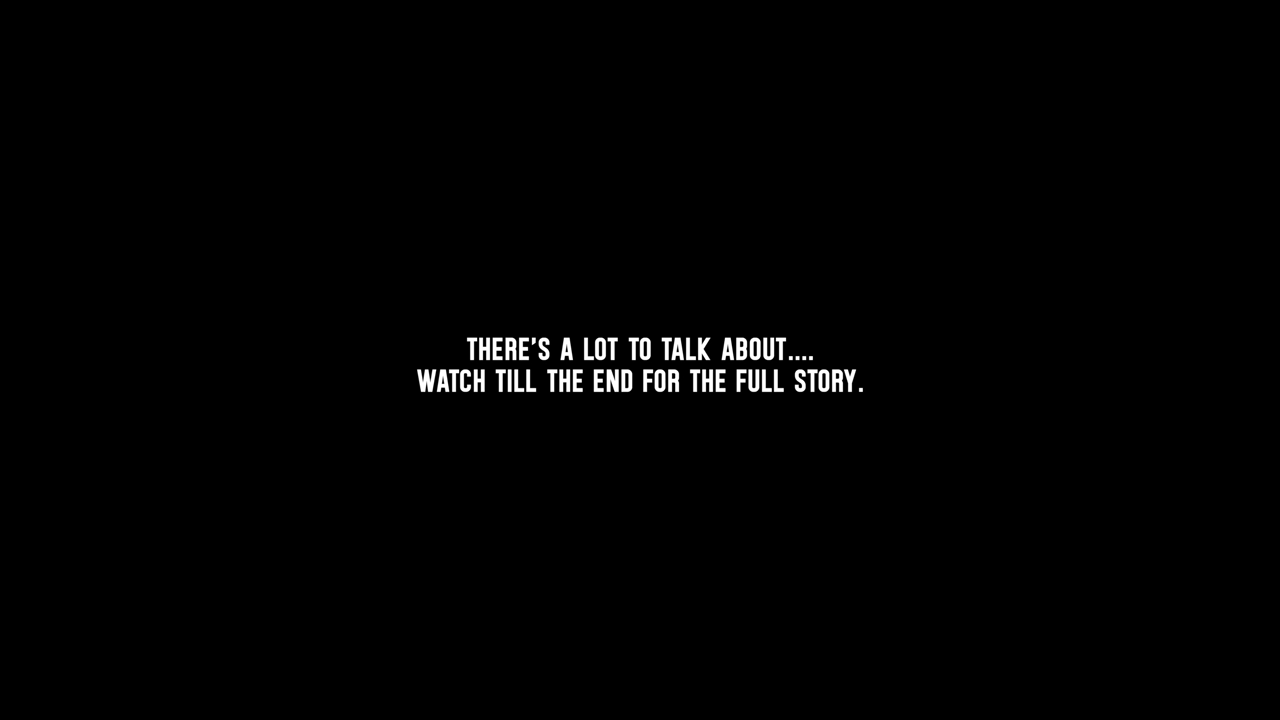 THERE'S A LOT TO TALK ABOUT....
WATCH TILL THE END FOR THE FULL STORY.